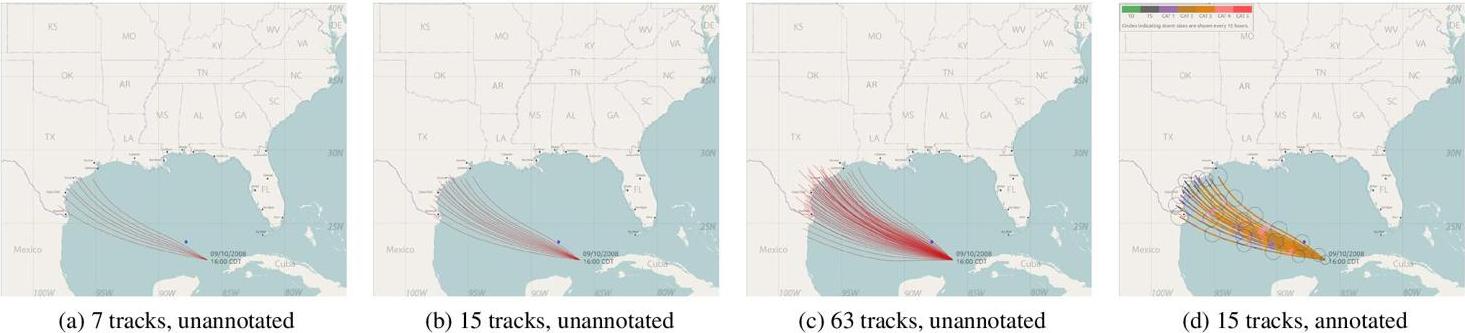 40N
KS
MO
WV
DE
KY
VA
OK
TN
NC
35N
AR
SC
MS
AL
GA
TX
LA
30N
FL
25N
Mexico
09/10/2008
16:00 CDT
Cuba
100W
95W
90W
85W
80W
(a) 7 tracks, unannotated
40N
KS
MO
WV
DE
KY
VA
OK
TN
NC
35N
AR
SC
MS
AL
GA
TX
LA
30N
FL
25N
Mexico
09/10/2008
16:00 CDT
Cuba
100W
95W
90W
85W
80W
(b) 15 tracks, unannotated
40N
KS
MO
WV
DE
KY
VA
OK
TN
NC
35N
AR
SC
MS
AL
GA
TX
LA
30N
FL
25N
Mexico
09/10/2008
16:00 CDT
Cuba
100W
95W
90W
85W
80W
(c) 63 tracks, unannotated
TD TS CAT 1 CAT 2 CAT 3 CAT 4 CAT 5
Circles indicating storm sizes are shown every 12 hours.
40N
MO
WV
DE
KY
VA
OK
TN
NC
35N
AR
SC
MS
AL
GA
TX
LA
30N
FL
25N
Mexico
09/10/2008
16:00 CDT
Cuba
100W
95W
90W
85W
80W
(d) 15 tracks, annotated